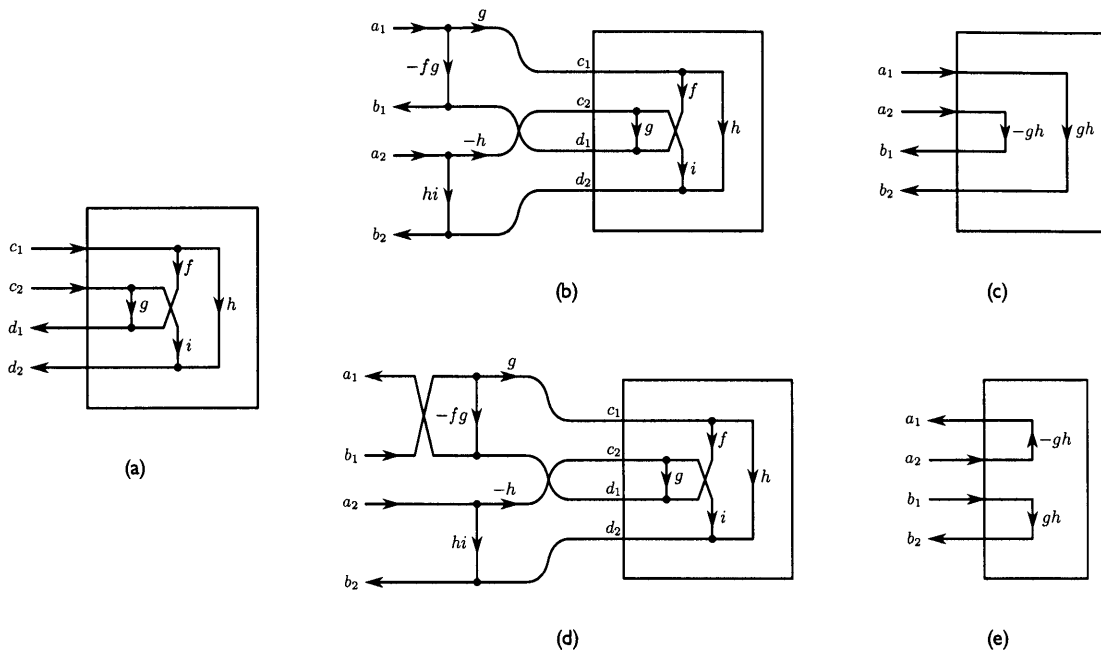 c₁
c₂
d₁
d₂
f
g
h
i
(a)
a₁
g
-fg
b₁
a₂
-h
hi
b₂
c₁
c₂
d₁
d₂
f
g
h
i
(b)
a₁
a₂
b₁
b₂
-gh
gh
(c)
a₁
g
-fg
b₁
a₂
-h
hi
b₂
c₁
c₂
d₁
d₂
f
g
h
i
(d)
a₁
a₂
b₁
b₂
-gh
gh
(e)